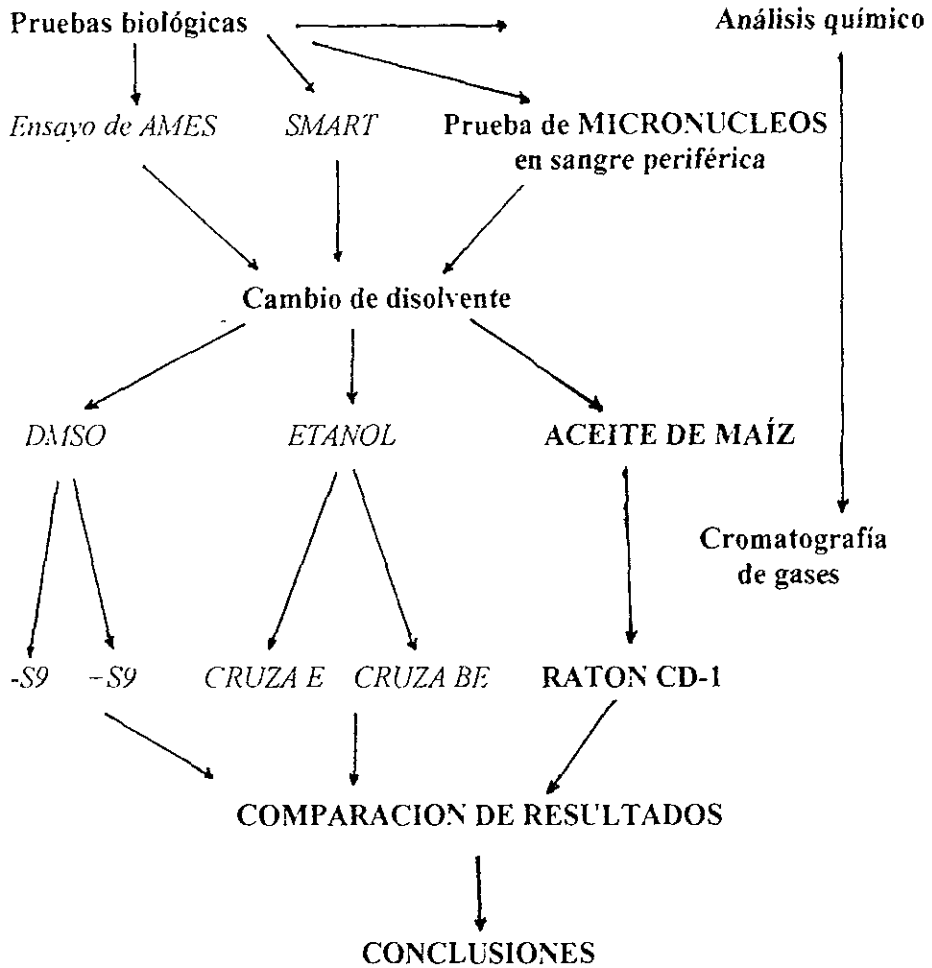 Pruebas biológicas
Análisis químico
Ensayo de AMES
SMART
Prueba de MICRONUCLEOS
en sangre periférica
Cambio de disolvente
DMSO
ETANOL
ACEITE DE MAÍZ
Cromatografía
de gases
-S9
~S9
CRUZA E
CRUZA BE
RATON CD-1
COMPARACION DE RESULTADOS
CONCLUSIONES